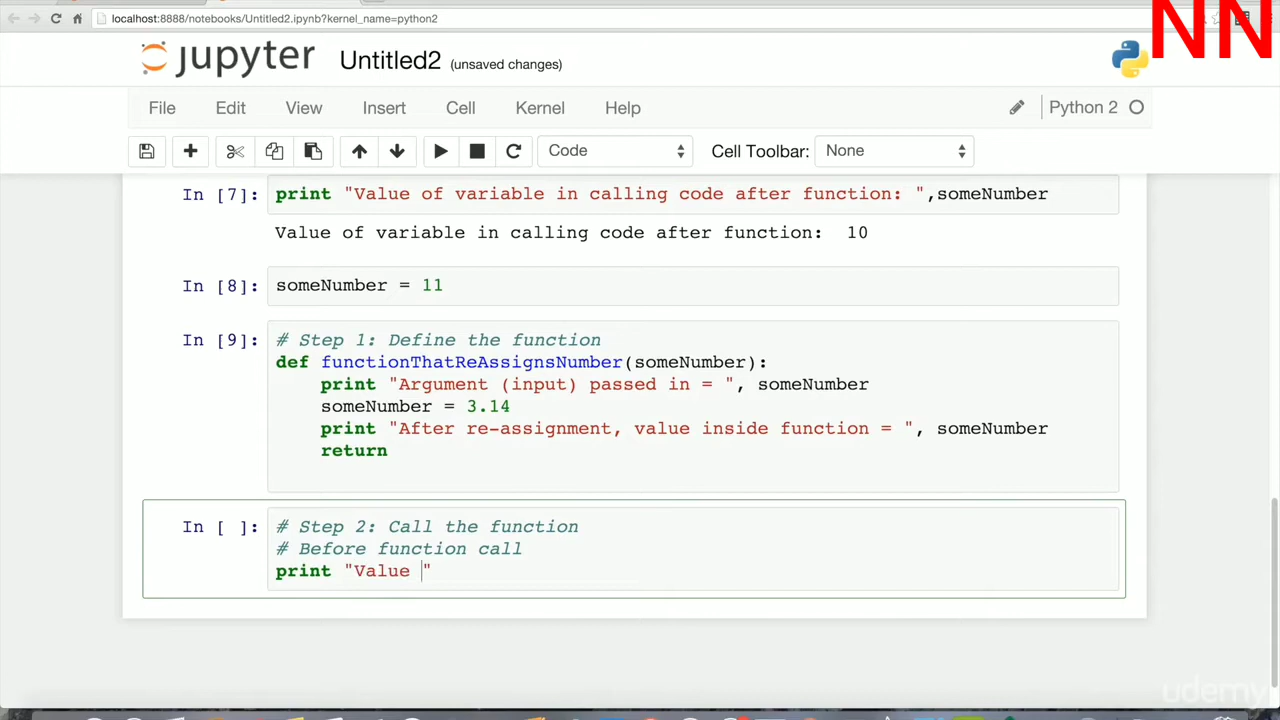 localhost:8888/notebooks/Untitled2.ipynb?kernel_name=python2
NN
jupyter Untitled2 (unsaved changes)
File Edit View Insert Cell Kernel Help Python 2
Code Cell Toolbar: None
In [7]: print "Value of variable in calling code after function: ",someNumber
Value of variable in calling code after function:  10
In [8]: someNumber = 11
In [9]: # Step 1: Define the function
def functionThatReAssignsNumber(someNumber):
    print "Argument (input) passed in = ", someNumber
    someNumber = 3.14
    print "After re-assignment, value inside function = ", someNumber
    return
In [ ]: # Step 2: Call the function
# Before function call
print "Value "
udemy